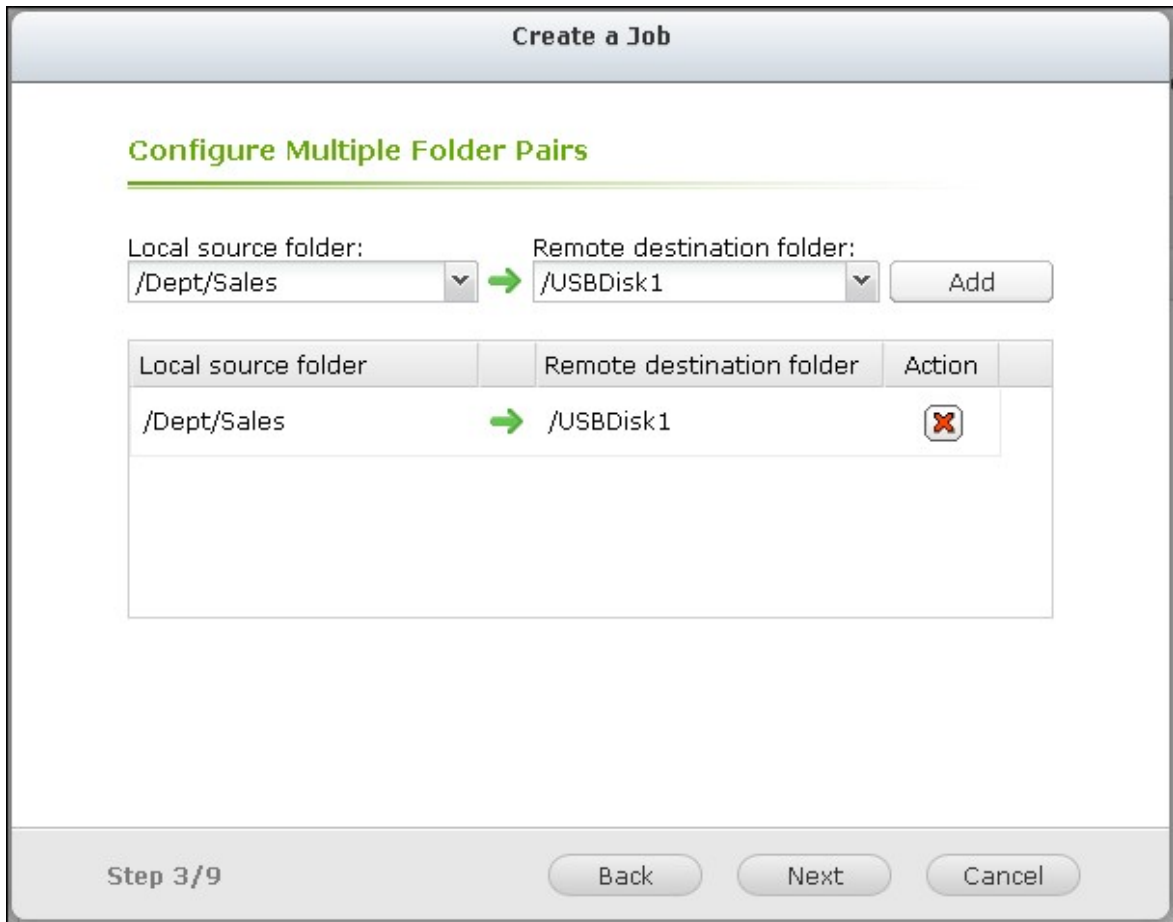 Create a Job
Configure Multiple Folder Pairs
Local source folder: Remote destination folder:
/Dept/Sales /USBDisk1 Add
Local source folder Remote destination folder Action
/Dept/Sales /USBDisk1
Step 3/9 Back Next Cancel